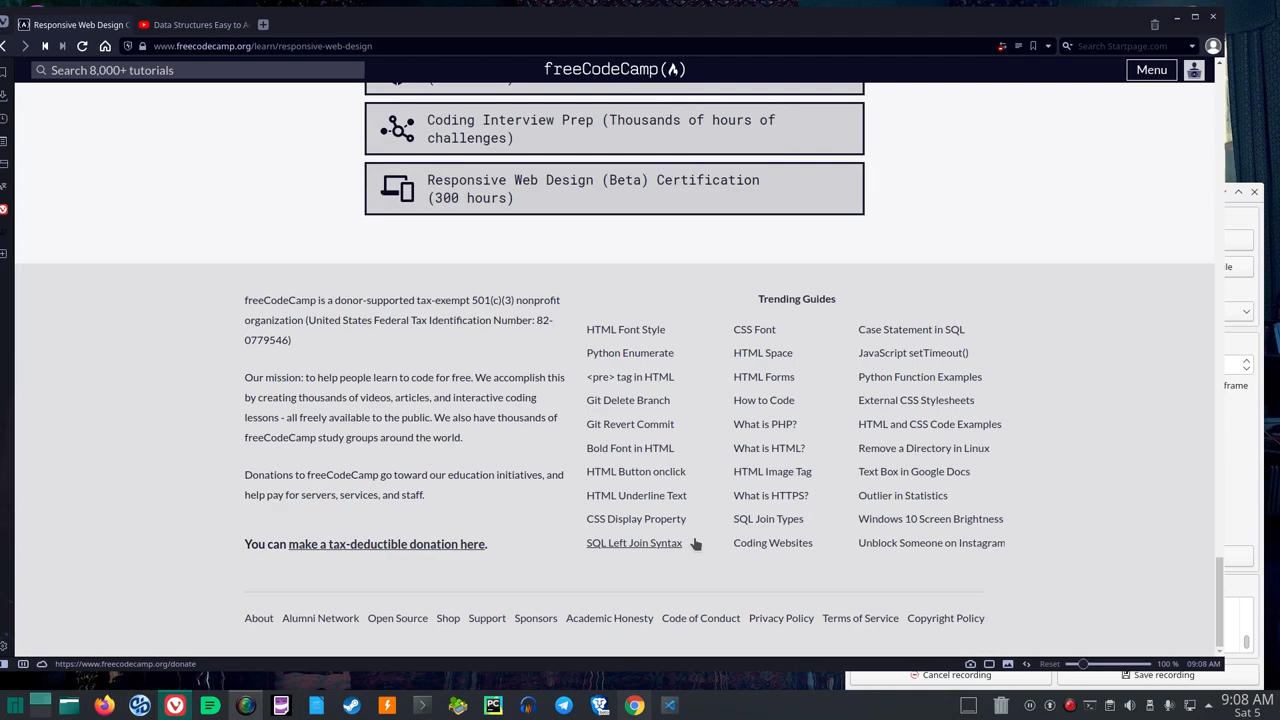 Responsive Web Design C
Data Structures Easy to A
www.freecodecamp.org/learn/responsive-web-design
Search Startpage.com
Search 8,000+ tutorials
freeCodeCamp
Menu
Coding Interview Prep (Thousands of hours of
challenges)
Responsive Web Design (Beta) Certification
(300 hours)
freeCodeCamp is a donor-supported tax-exempt 501(c)(3) nonprofit
organization (United States Federal Tax Identification Number: 82-
0779546)
Our mission: to help people learn to code for free. We accomplish this
by creating thousands of videos, articles, and interactive coding
lessons - all freely available to the public. We also have thousands of
freeCodeCamp study groups around the world.
Donations to freeCodeCamp go toward our education initiatives, and
help pay for servers, services, and staff.
You can make a tax-deductible donation here.
Trending Guides
HTML Font Style
Python Enumerate
<pre> tag in HTML
Git Delete Branch
Git Revert Commit
Bold Font in HTML
HTML Button onclick
HTML Underline Text
CSS Display Property
SQL Left Join Syntax
CSS Font
HTML Space
HTML Forms
How to Code
What is PHP?
What is HTML?
HTML Image Tag
What is HTTPS?
SQL Join Types
Coding Websites
Case Statement in SQL
JavaScript setTimeout()
Python Function Examples
External CSS Stylesheets
HTML and CSS Code Examples
Remove a Directory in Linux
Text Box in Google Docs
Outlier in Statistics
Windows 10 Screen Brightness
Unblock Someone on Instagram
About Alumni Network Open Source Shop Support Sponsors Academic Honesty Code of Conduct Privacy Policy Terms of Service Copyright Policy
https://www.freecodecamp.org/donate
Reset
100 %
09:08 AM
le
frame
Cancel recording
Save recording
9:08 AM
Sat 5